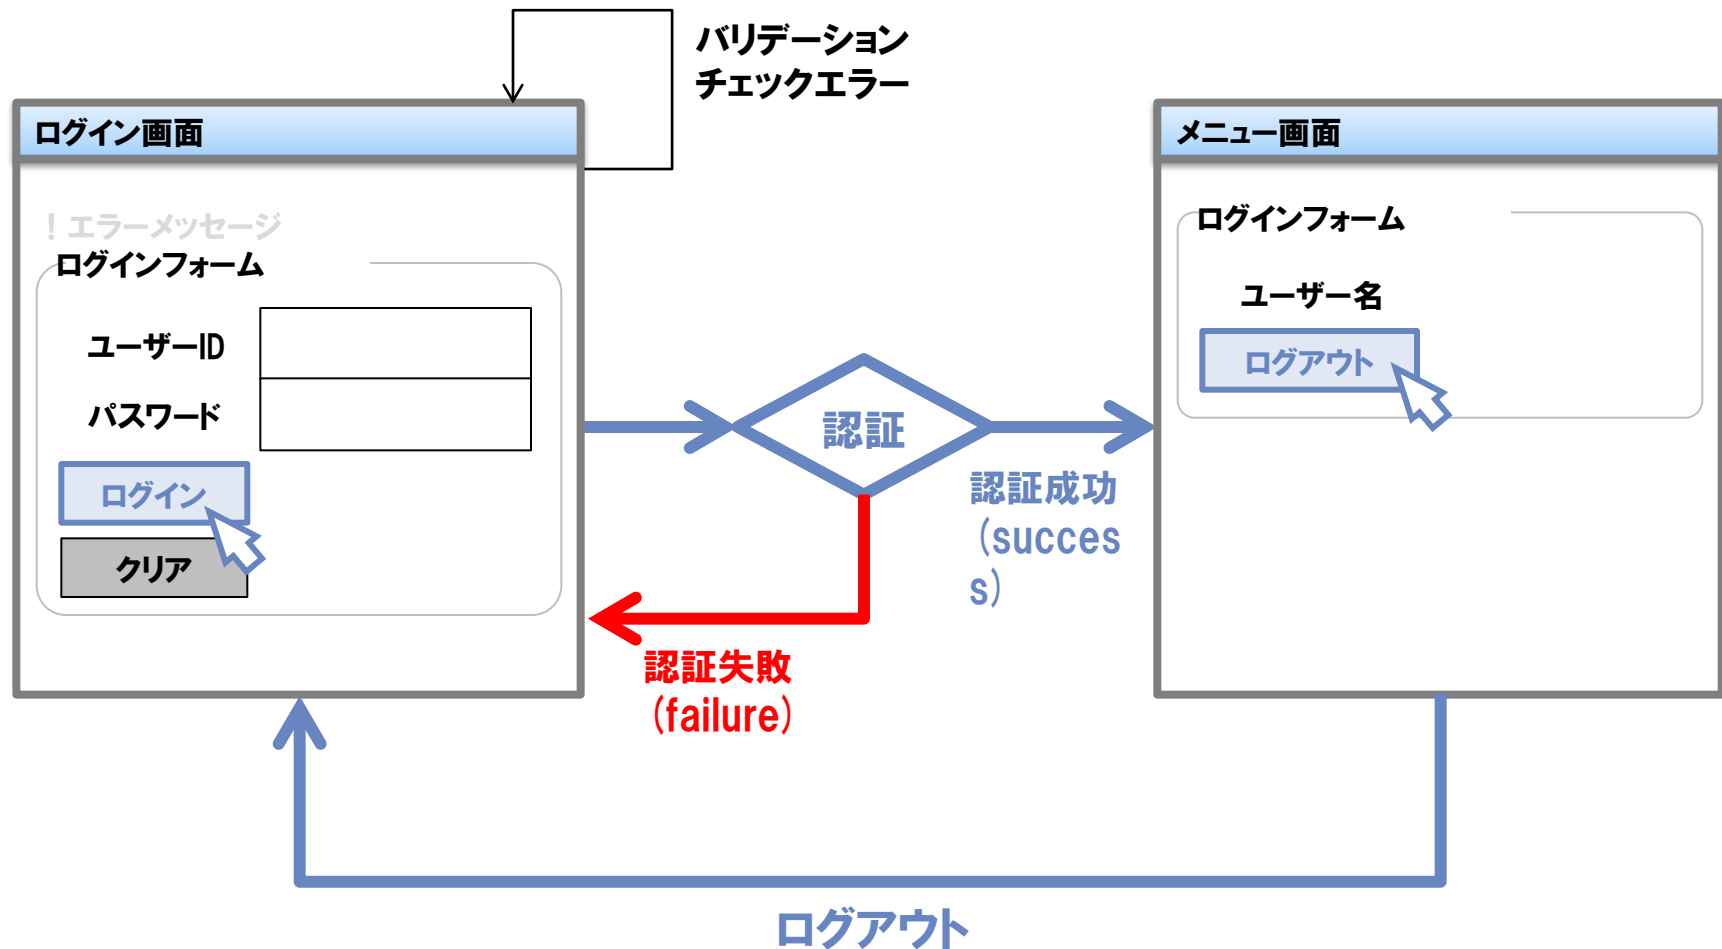 バリデーション
チェックエラー
ログイン画面
！エラーメッセージ
ログインフォーム
ユーザーID
パスワード
ログイン
クリア
認証
認証成功
(succes
s)
認証失敗
(failure)
メニュー画面
ログインフォーム
ユーザー名
ログアウト
ログアウト